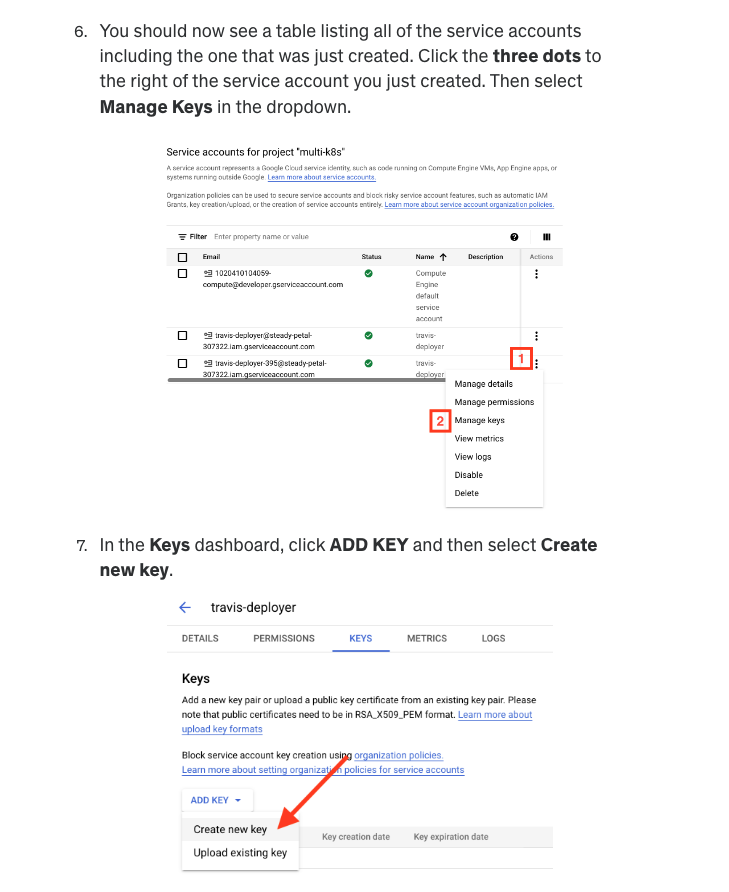 6. You should now see a table listing all of the service accounts
including the one that was just created. Click the three dots to
the right of the service account you just created. Then select
Manage Keys in the dropdown.
Service accounts for project "multi-k8s"
A service account represents a Google Cloud service identity, such as code running on Compute Engine VMs, App Engine apps, or
systems running outside Google. Learn more about service accounts.
Organization policies can be used to secure service accounts and block risky service account features, such as automatic IAM
Grants, key creation/upload, or the creation of service accounts entirely. Learn more about service account organization policies.
Filter Enter property name or value
Email Status Name Description Actions
1020410104059-
compute@developer.gserviceaccount.com
Compute
Engine
default
service
account
travis-deployer@steady-petal-
307322.iam.gserviceaccount.com
travis-
deployer
travis-deployer-395@steady-petal-
307322.iam.gserviceaccount.com
travis-
deployer
1
Manage details
Manage permissions
2 Manage keys
View metrics
View logs
Disable
Delete
7. In the Keys dashboard, click ADD KEY and then select Create
new key.
travis-deployer
DETAILS PERMISSIONS KEYS METRICS LOGS
Keys
Add a new key pair or upload a public key certificate from an existing key pair. Please
note that public certificates need to be in RSA_X509_PEM format. Learn more about
upload key formats
Block service account key creation using organization policies.
Learn more about setting organization policies for service accounts
ADD KEY
Create new key
Key creation date Key expiration date
Upload existing key